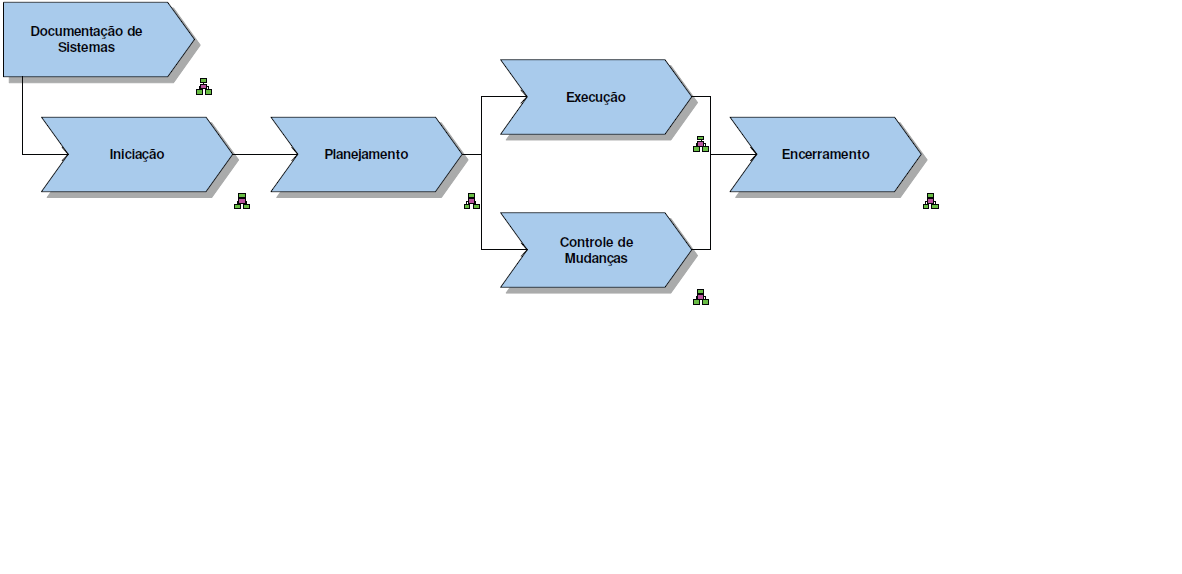 Documentação de
Sistemas
Iniciação
Planejamento
Execução
Controle de
Mudanças
Encerramento